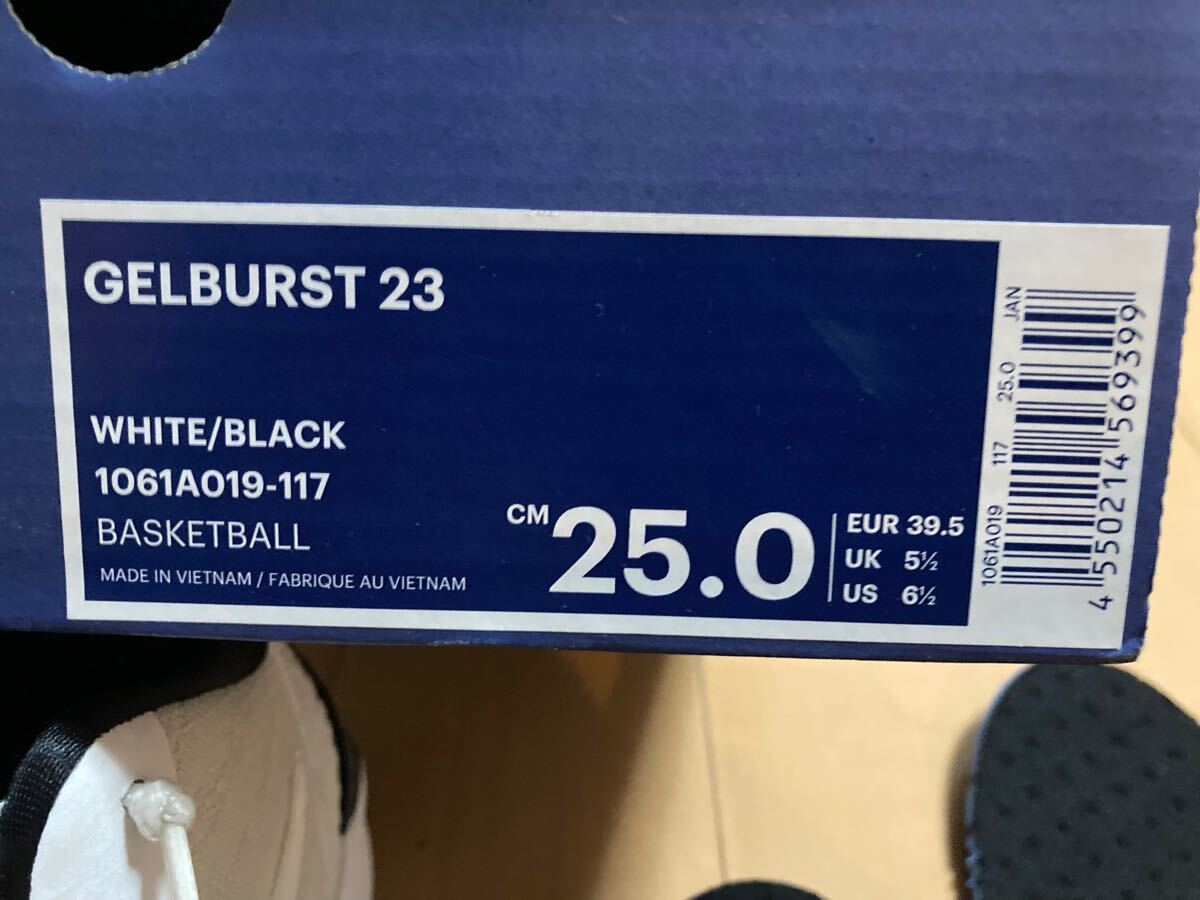 GELBURST 23
WHITE/BLACK
1061A019-117
BASKETBALL
MADE IN VIETNAM / FABRIQUE AU VIETNAM
CM 25.0
EUR 39.5
UK 5½
US 6½
1061A019 117 25.0 JAN
4 550214 569399